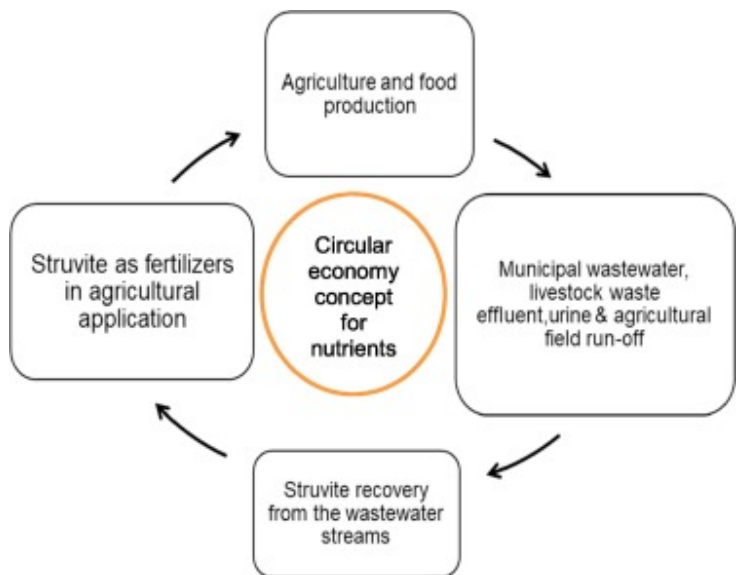 Agriculture and food
production
Municipal wastewater,
livestock waste
effluent,urine & agricultural
field run-off
Struvite recovery
from the wastewater
streams
Struvite as fertilizers
in agricultural
application
Circular
economy
concept
for
nutrients